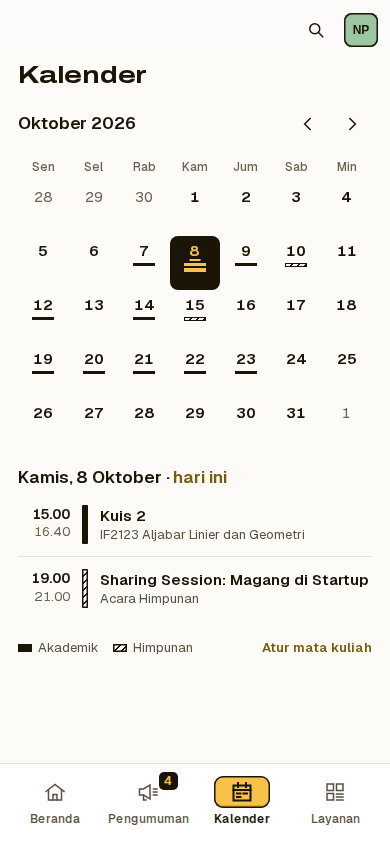 NP
Kalender
Oktober 2026
Sen Sel Rab Kam Jum Sab Min
28 29 30 1 2 3 4
5 6 7 8 9 10 11
12 13 14 15 16 17 18
19 20 21 22 23 24 25
26 27 28 29 30 31 1
Kamis, 8 Oktober · hari ini
15.00 Kuis 2
16.40 IF2123 Aljabar Linier dan Geometri
19.00 Sharing Session: Magang di Startup
21.00 Acara Himpunan
Akademik Himpunan Atur mata kuliah
4
Beranda Pengumuman Kalender Layanan